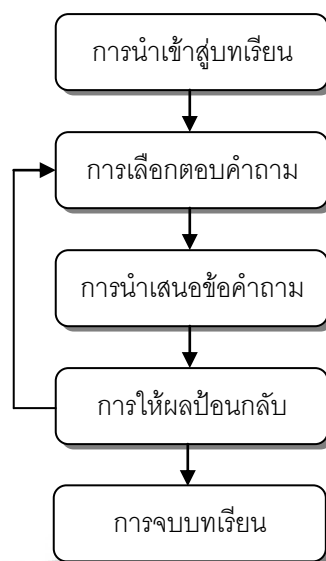 การนำเข้าสู่บทเรียน
การเลือกตอบคำถาม
การนำเสนอข้อคำถาม
การให้ผลป้อนกลับ
การจบบทเรียน